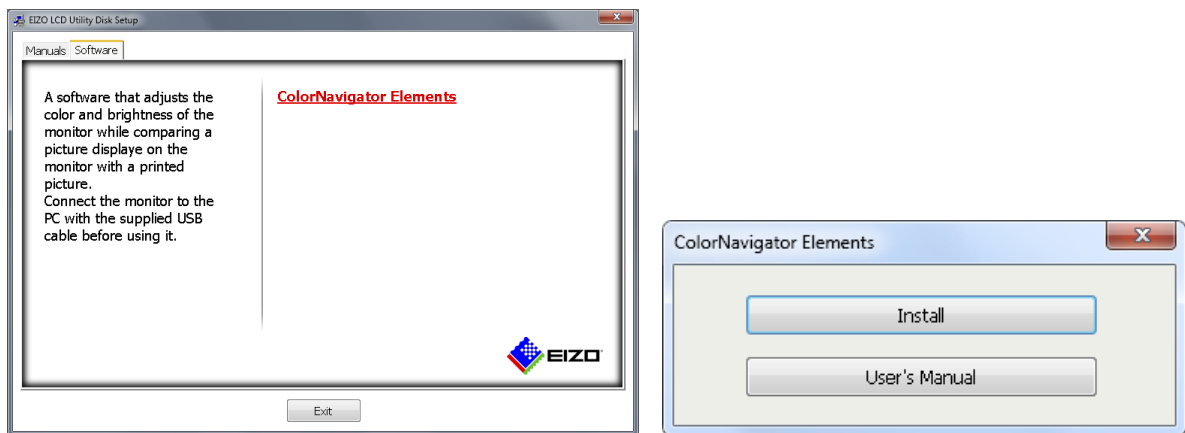 EIZO LCD Utility Disk Setup
Manuals Software
A software that adjusts the
color and brightness of the
monitor while comparing a
picture displaye on the
monitor with a printed
picture.
Connect the monitor to the
PC with the supplied USB
cable before using it.
ColorNavigator Elements
EIZO
Exit
ColorNavigator Elements
Install
User's Manual